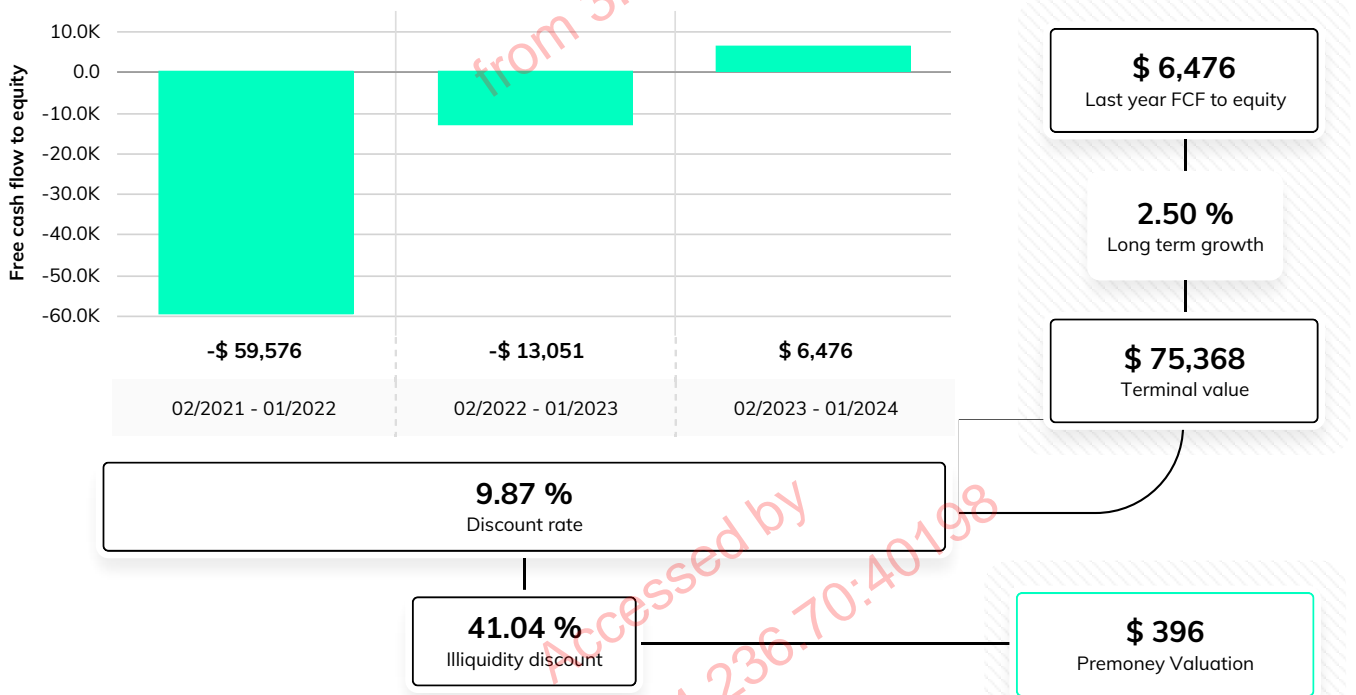 Free cash flow to equity
10.0K
0.0
-10.0K
-20.0K
-30.0K
-40.0K
-50.0K
-60.0K
-$ 59,576
-$ 13,051
$ 6,476
02/2021 - 01/2022
02/2022 - 01/2023
02/2023 - 01/2024
$ 6,476
Last year FCF to equity
2.50 %
Long term growth
$ 75,368
Terminal value
9.87 %
Discount rate
41.04 %
Illiquidity discount
$ 396
Premoney Valuation
from
Accessed by
236.70:40198